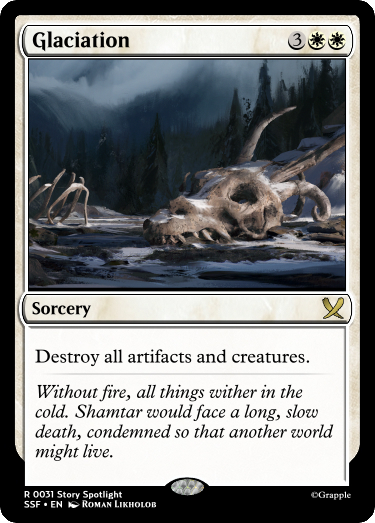 Glaciation 3
Sorcery
Destroy all artifacts and creatures.
Without fire, all things wither in the
cold. Shamtar would face a long, slow
death, condemned so that another world
might live.
R 0031 Story Spotlight
SSF • EN Roman Likholob
©Grapple